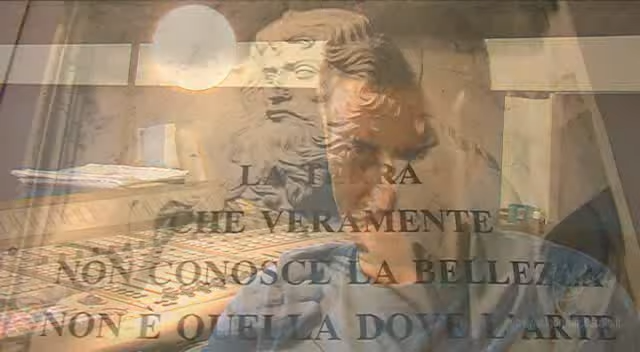 LA TERRA
CHE VERAMENTE
NON CONOSCE LA BELLEZZA
NON È QUELLA DOVE L'ARTE